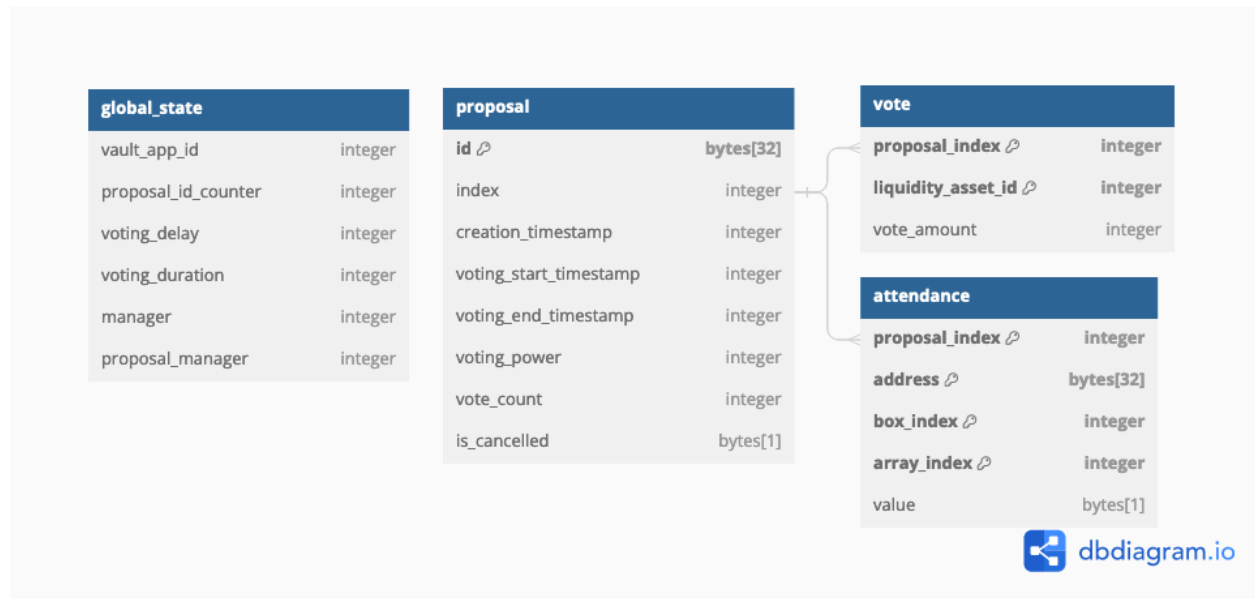 global_state
vault_app_id integer
proposal_id_counter integer
voting_delay integer
voting_duration integer
manager integer
proposal_manager integer
proposal
id bytes[32]
index integer
creation_timestamp integer
voting_start_timestamp integer
voting_end_timestamp integer
voting_power integer
vote_count integer
is_cancelled bytes[1]
vote
proposal_index integer
liquidity_asset_id integer
vote_amount integer
attendance
proposal_index integer
address bytes[32]
box_index integer
array_index integer
value bytes[1]
dbdiagram.io